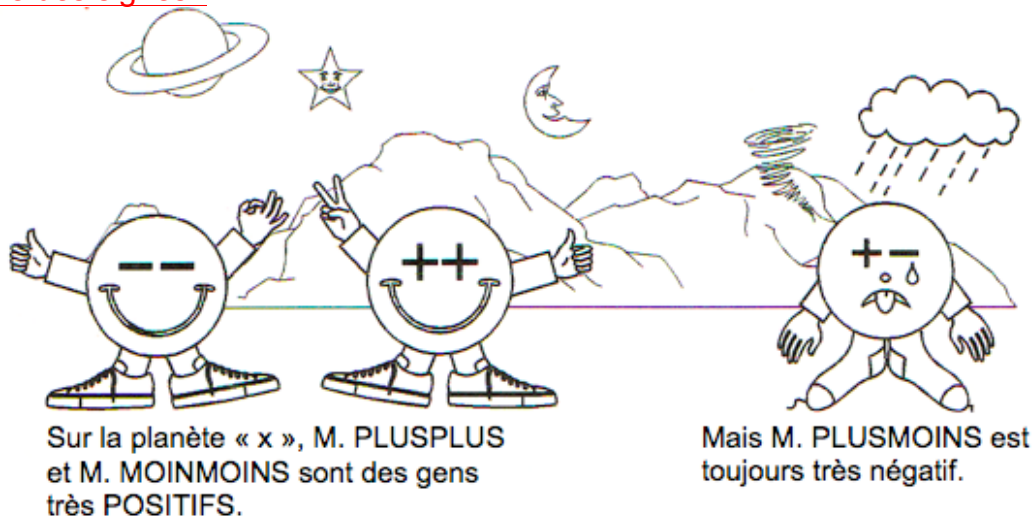 − −
++
+ −
Sur la planète « x », M. PLUSPLUS
et M. MOINMOINS sont des gens
très POSITIFS.
Mais M. PLUSMOINS est
toujours très négatif.